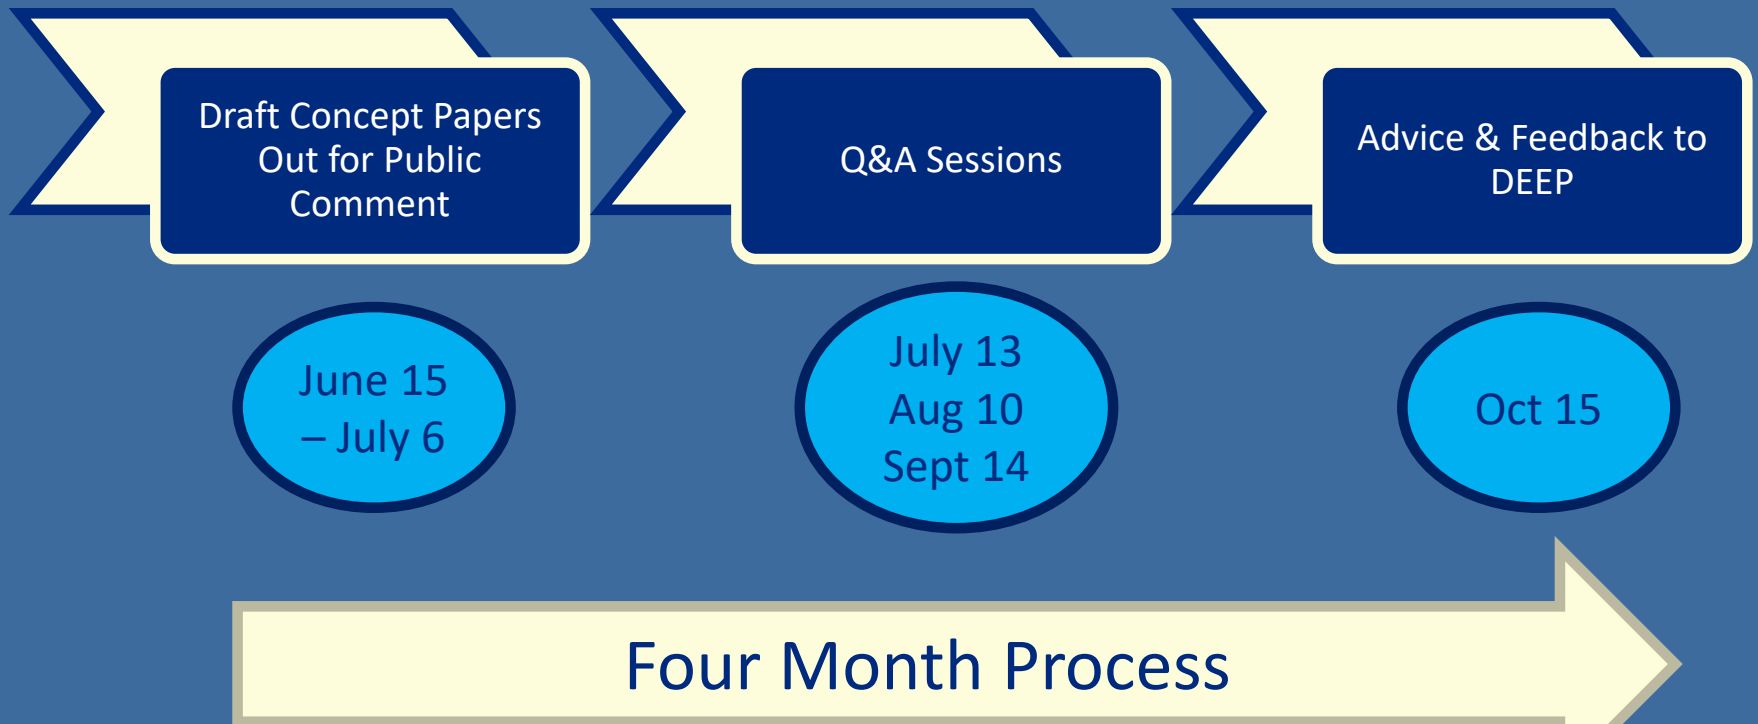 Draft Concept Papers
Out for Public
Comment
Q&A Sessions
Advice & Feedback to
DEEP
June 15
– July 6
July 13
Aug 10
Sept 14
Oct 15
Four Month Process